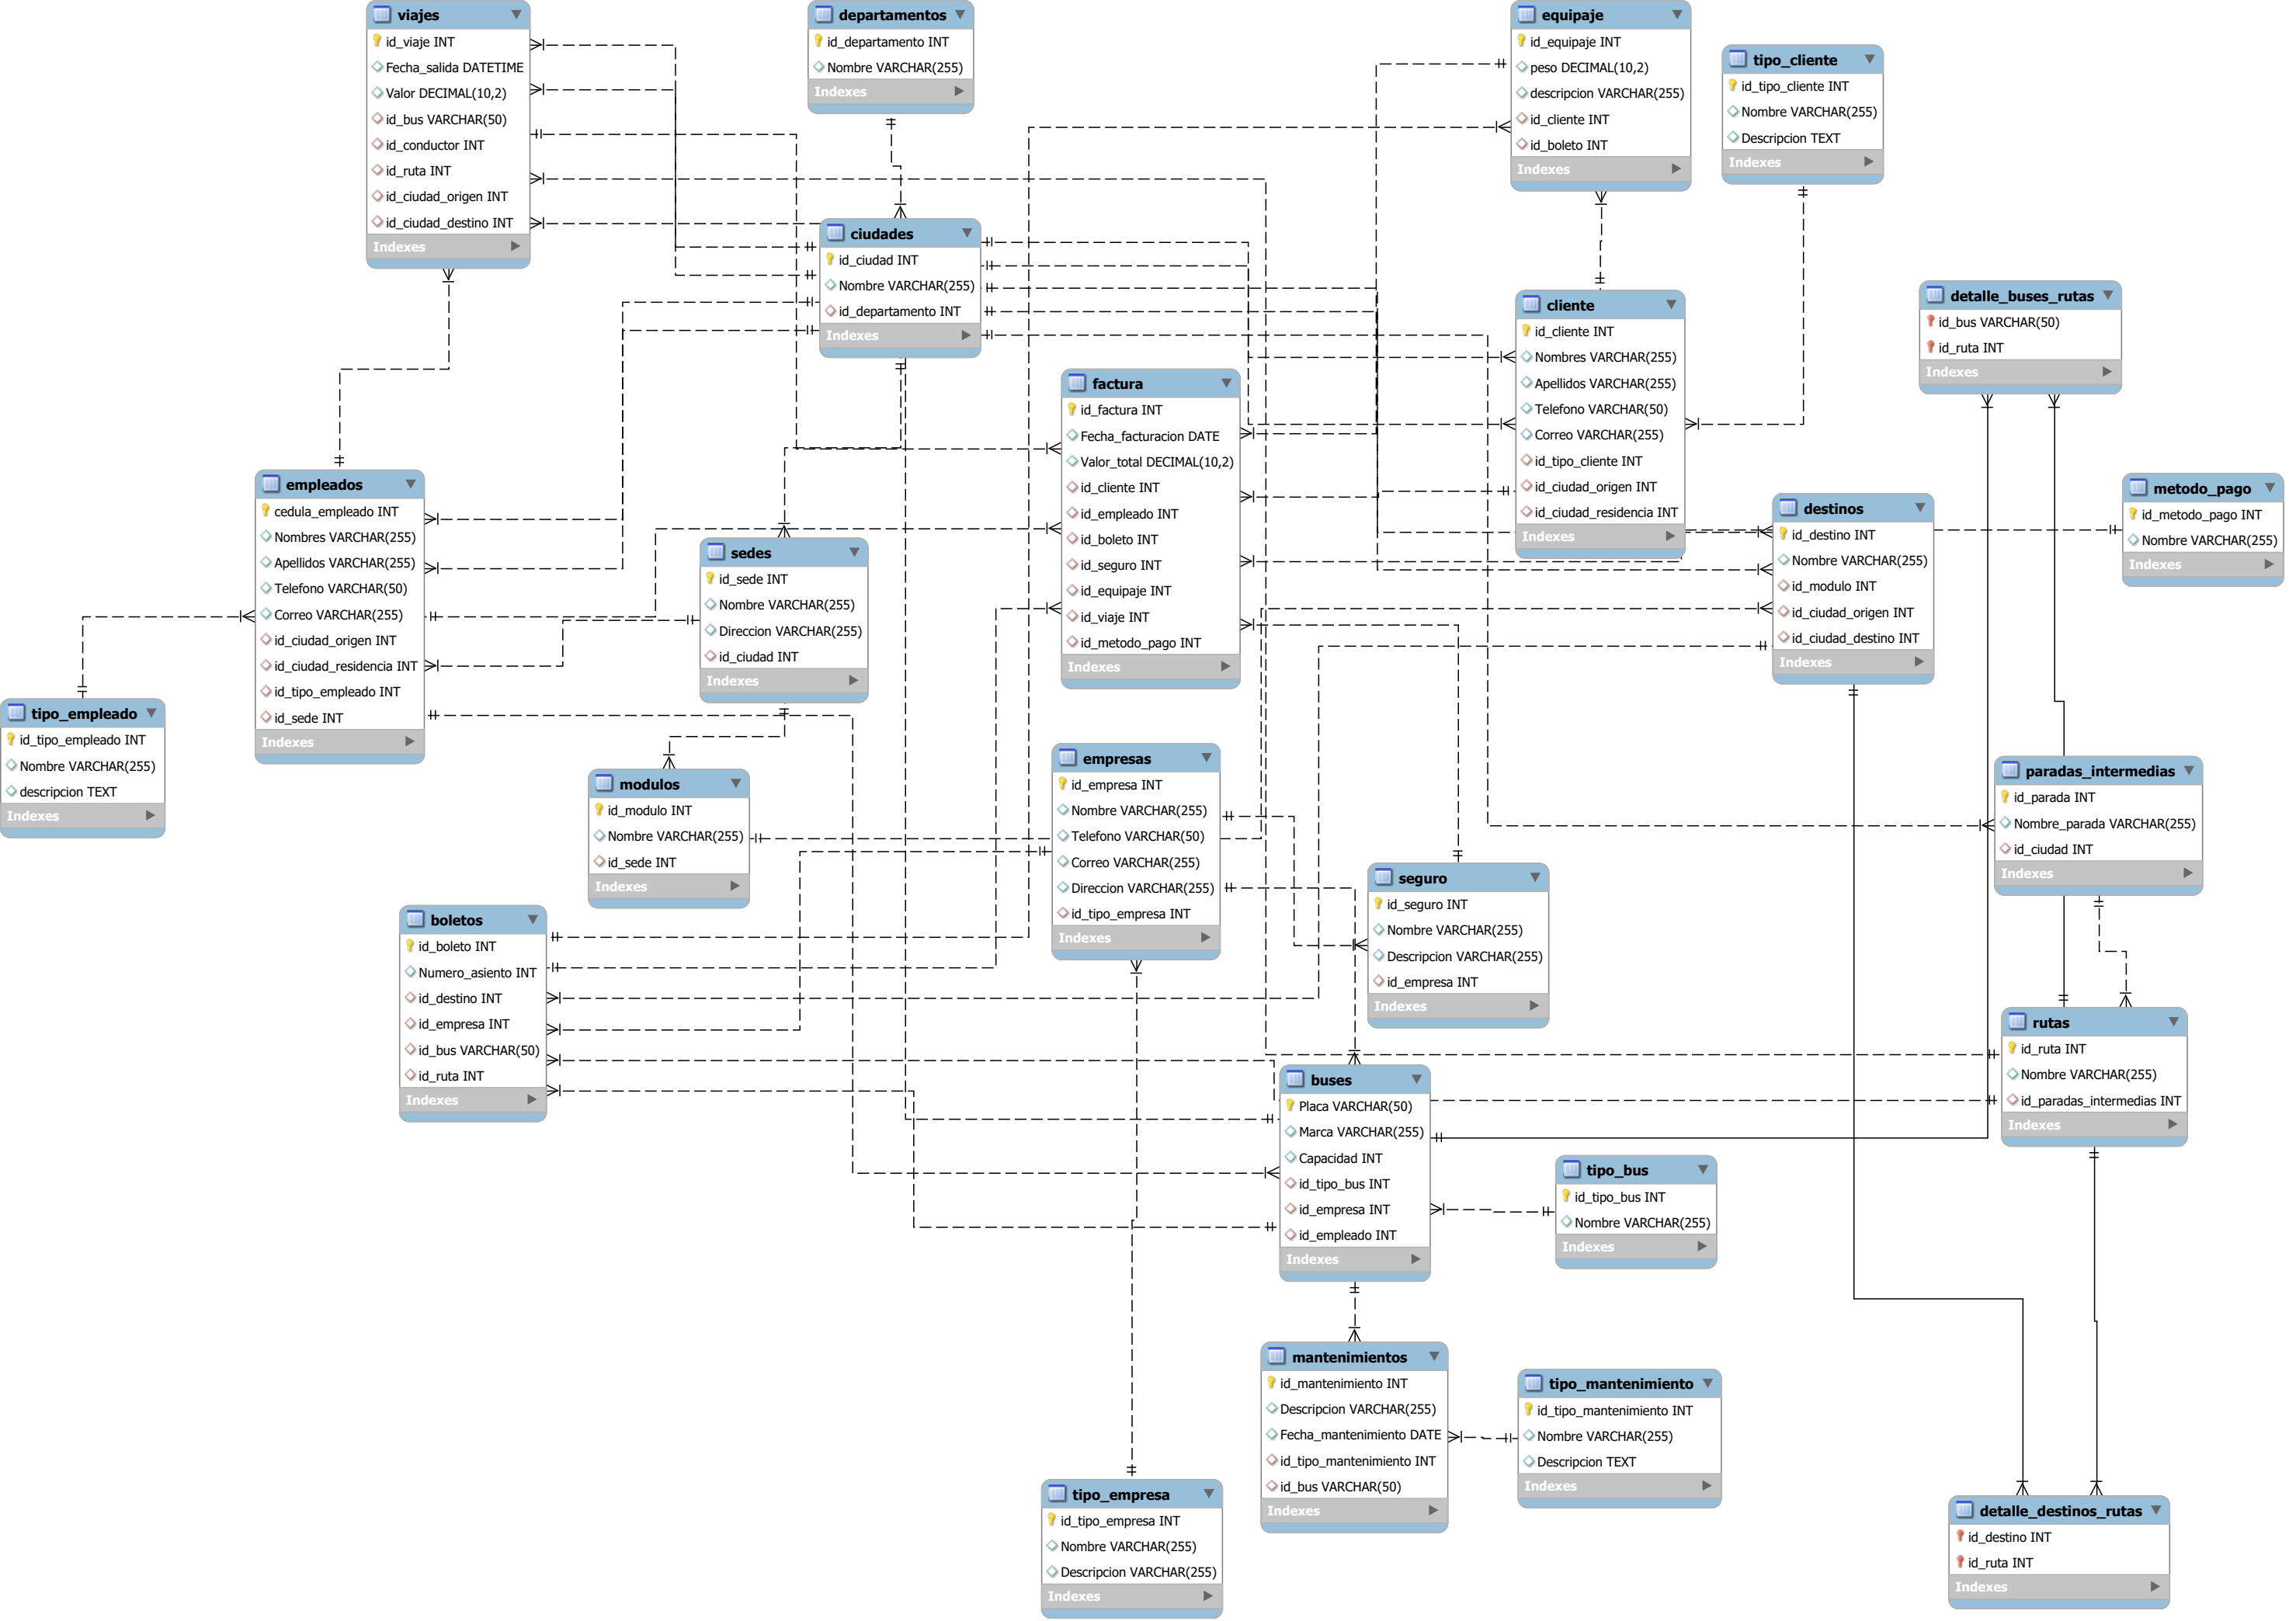 viajes
id_viaje INT
Fecha_salida DATETIME
Valor DECIMAL(10,2)
id_bus VARCHAR(50)
id_conductor INT
id_ruta INT
id_ciudad_origen INT
id_ciudad_destino INT
Indexes
departamentos
id_departamento INT
Nombre VARCHAR(255)
Indexes
equipaje
id_equipaje INT
peso DECIMAL(10,2)
descripcion VARCHAR(255)
id_cliente INT
id_boleto INT
Indexes
tipo_cliente
id_tipo_cliente INT
Nombre VARCHAR(255)
Descripcion TEXT
Indexes
ciudades
id_ciudad INT
Nombre VARCHAR(255)
id_departamento INT
Indexes
cliente
id_cliente INT
Nombres VARCHAR(255)
Apellidos VARCHAR(255)
Telefono VARCHAR(50)
Correo VARCHAR(255)
id_tipo_cliente INT
id_ciudad_origen INT
id_ciudad_residencia INT
Indexes
detalle_buses_rutas
id_bus VARCHAR(50)
id_ruta INT
Indexes
factura
id_factura INT
Fecha_facturacion DATE
Valor_total DECIMAL(10,2)
id_cliente INT
id_empleado INT
id_boleto INT
id_seguro INT
id_equipaje INT
id_viaje INT
id_metodo_pago INT
Indexes
empleados
cedula_empleado INT
Nombres VARCHAR(255)
Apellidos VARCHAR(255)
Telefono VARCHAR(50)
Correo VARCHAR(255)
id_ciudad_origen INT
id_ciudad_residencia INT
id_tipo_empleado INT
id_sede INT
Indexes
sedes
id_sede INT
Nombre VARCHAR(255)
Direccion VARCHAR(255)
id_ciudad INT
Indexes
destinos
id_destino INT
Nombre VARCHAR(255)
id_modulo INT
id_ciudad_origen INT
id_ciudad_destino INT
Indexes
metodo_pago
id_metodo_pago INT
Nombre VARCHAR(255)
Indexes
tipo_empleado
id_tipo_empleado INT
Nombre VARCHAR(255)
descripcion TEXT
Indexes
modulos
id_modulo INT
Nombre VARCHAR(255)
id_sede INT
Indexes
empresas
id_empresa INT
Nombre VARCHAR(255)
Telefono VARCHAR(50)
Correo VARCHAR(255)
Direccion VARCHAR(255)
id_tipo_empresa INT
Indexes
paradas_intermedias
id_parada INT
Nombre_parada VARCHAR(255)
id_ciudad INT
Indexes
seguro
id_seguro INT
Nombre VARCHAR(255)
Descripcion VARCHAR(255)
id_empresa INT
Indexes
boletos
id_boleto INT
Numero_asiento INT
id_destino INT
id_empresa INT
id_bus VARCHAR(50)
id_ruta INT
Indexes
rutas
id_ruta INT
Nombre VARCHAR(255)
id_paradas_intermedias INT
Indexes
buses
Placa VARCHAR(50)
Marca VARCHAR(255)
Capacidad INT
id_tipo_bus INT
id_empresa INT
id_empleado INT
Indexes
tipo_bus
id_tipo_bus INT
Nombre VARCHAR(255)
Indexes
mantenimientos
id_mantenimiento INT
Descripcion VARCHAR(255)
Fecha_mantenimiento DATE
id_tipo_mantenimiento INT
id_bus VARCHAR(50)
Indexes
tipo_mantenimiento
id_tipo_mantenimiento INT
Nombre VARCHAR(255)
Descripcion TEXT
Indexes
tipo_empresa
id_tipo_empresa INT
Nombre VARCHAR(255)
Descripcion VARCHAR(255)
Indexes
detalle_destinos_rutas
id_destino INT
id_ruta INT
Indexes